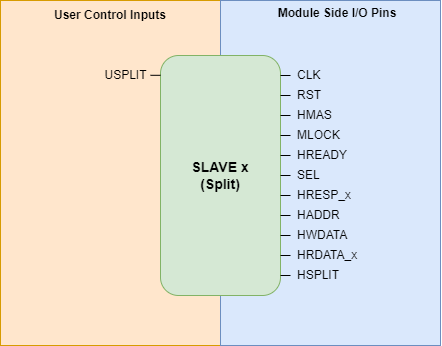 User Control Inputs
Module Side I/O Pins
USPLIT
SLAVE x
(Split)
CLK
RST
HMAS
MLOCK
HREADY
SEL
HRESP_x
HADDR
HWDATA
HRDATA_x
HSPLIT